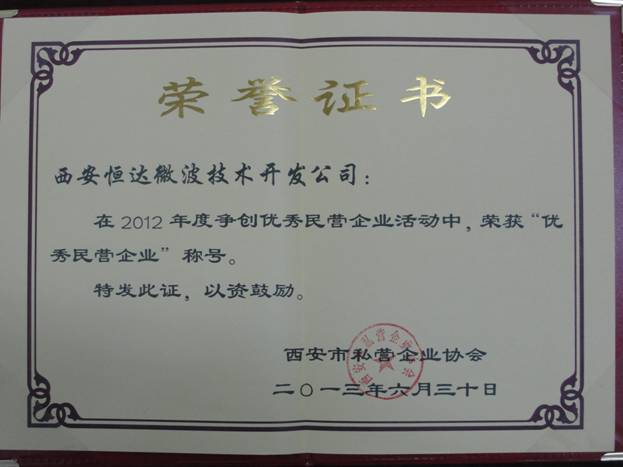 荣誉证书
西安恒达微波技术开发公司：
在2012年度争创优秀民营企业活动中，荣获“优
秀民营企业”称号。
特发此证，以资鼓励。
西安市私营企业协会
二〇一三年六月三十日